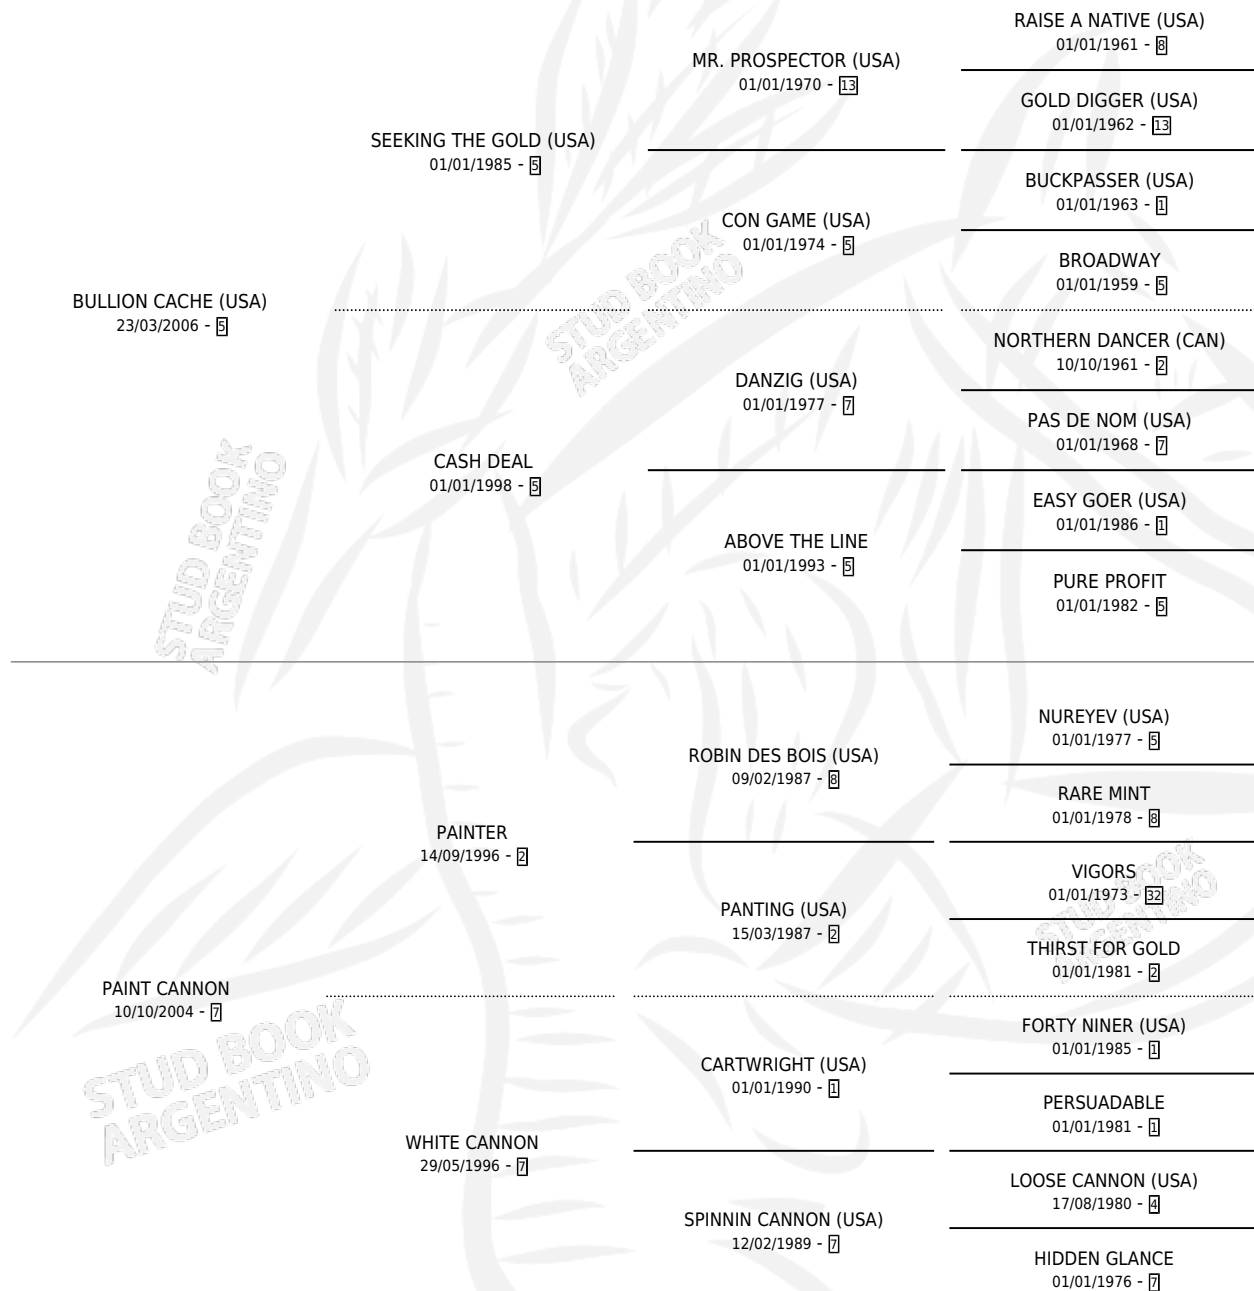 RAISE A NATIVE (USA)
01/01/1961 - 8
MR. PROSPECTOR (USA)
01/01/1970 - 13
GOLD DIGGER (USA)
01/01/1962 - 13
SEEKING THE GOLD (USA)
01/01/1985 - 5
BUCKPASSER (USA)
01/01/1963 - 1
CON GAME (USA)
01/01/1974 - 5
BROADWAY
01/01/1959 - 5
BULLION CACHE (USA)
23/03/2006 - 5
NORTHERN DANCER (CAN)
10/10/1961 - 2
DANZIG (USA)
01/01/1977 - 7
PAS DE NOM (USA)
01/01/1968 - 7
CASH DEAL
01/01/1998 - 5
EASY GOER (USA)
01/01/1986 - 1
ABOVE THE LINE
01/01/1993 - 5
PURE PROFIT
01/01/1982 - 5
NUREYEV (USA)
01/01/1977 - 5
ROBIN DES BOIS (USA)
09/02/1987 - 8
RARE MINT
01/01/1978 - 8
PAINTER
14/09/1996 - 2
VIGORS
01/01/1973 - 32
PANTING (USA)
15/03/1987 - 2
THIRST FOR GOLD
01/01/1981 - 2
PAINT CANNON
10/10/2004 - 7
FORTY NINER (USA)
01/01/1985 - 1
CARTWRIGHT (USA)
01/01/1990 - 1
PERSUADABLE
01/01/1981 - 1
WHITE CANNON
29/05/1996 - 7
LOOSE CANNON (USA)
17/08/1980 - 4
SPINNIN CANNON (USA)
12/02/1989 - 7
HIDDEN GLANCE
01/01/1976 - 7
STUD BOOK
ARGENTINO
STUD BOOK
ARGENTINO
STUD BOOK
ARGENTINO
STUD BOOK
ARGENTINO